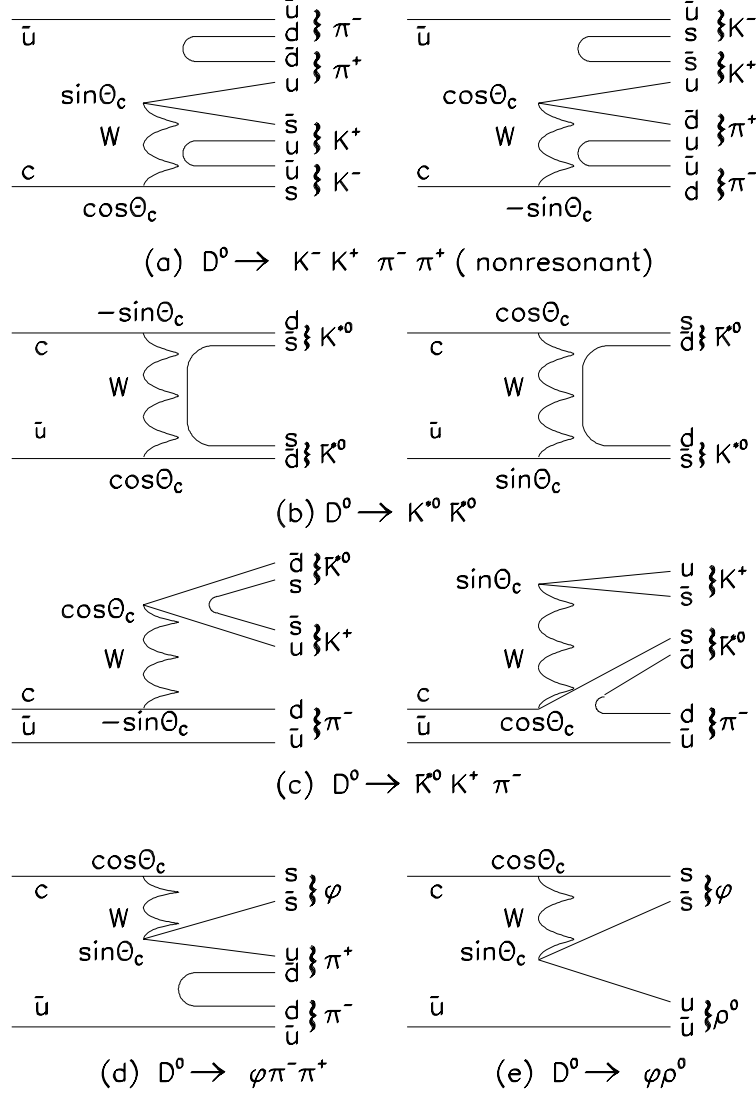 ū
ū
d
π⁻
d̄
u
π⁺
sinΘc
W
s̄
u
K⁺
c
ū
s
K⁻
cosΘc
ū
ū
s
K⁻
s̄
u
K⁺
cosΘc
W
d̄
u
π⁺
c
ū
d
π⁻
-sinΘc
(a) D⁰→ K⁻ K⁺ π⁻ π⁺ ( nonresonant)
-sinΘc
c
d
s̄
K*⁰
W
ū
s
d̄
K̄*⁰
cosΘc
cosΘc
c
s
d̄
K̄*⁰
W
ū
d
s̄
K*⁰
sinΘc
(b) D⁰→ K*⁰ K̄*⁰
d̄
s
K̄*⁰
cosΘc
s̄
u
K⁺
W
c
ū
-sinΘc
d
ū
π⁻
sinΘc
u
s̄
K⁺
W
s
d̄
K̄*⁰
c
ū
cosΘc
d
ū
π⁻
(c) D⁰→ K̄*⁰ K⁺ π⁻
cosΘc
c
s
s̄
φ
W
sinΘc
u
d̄
π⁺
ū
d
ū
π⁻
cosΘc
c
s
s̄
φ
W
sinΘc
ū
u
ū
ρ⁰
(d) D⁰→ φπ⁻π⁺
(e) D⁰→ φρ⁰